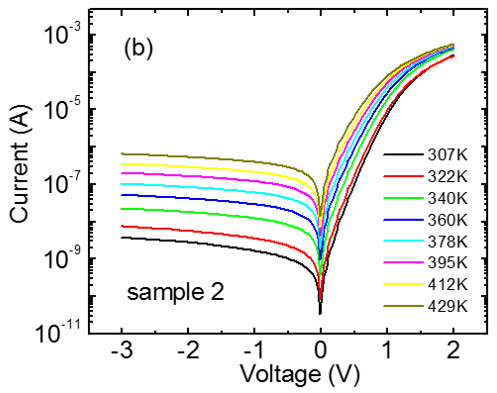 (b)
10^-3
10^-5
10^-7
10^-9
10^-11
Current (A)
307K
322K
340K
360K
378K
395K
412K
429K
sample 2
-3 -2 -1 0 1 2
Voltage (V)